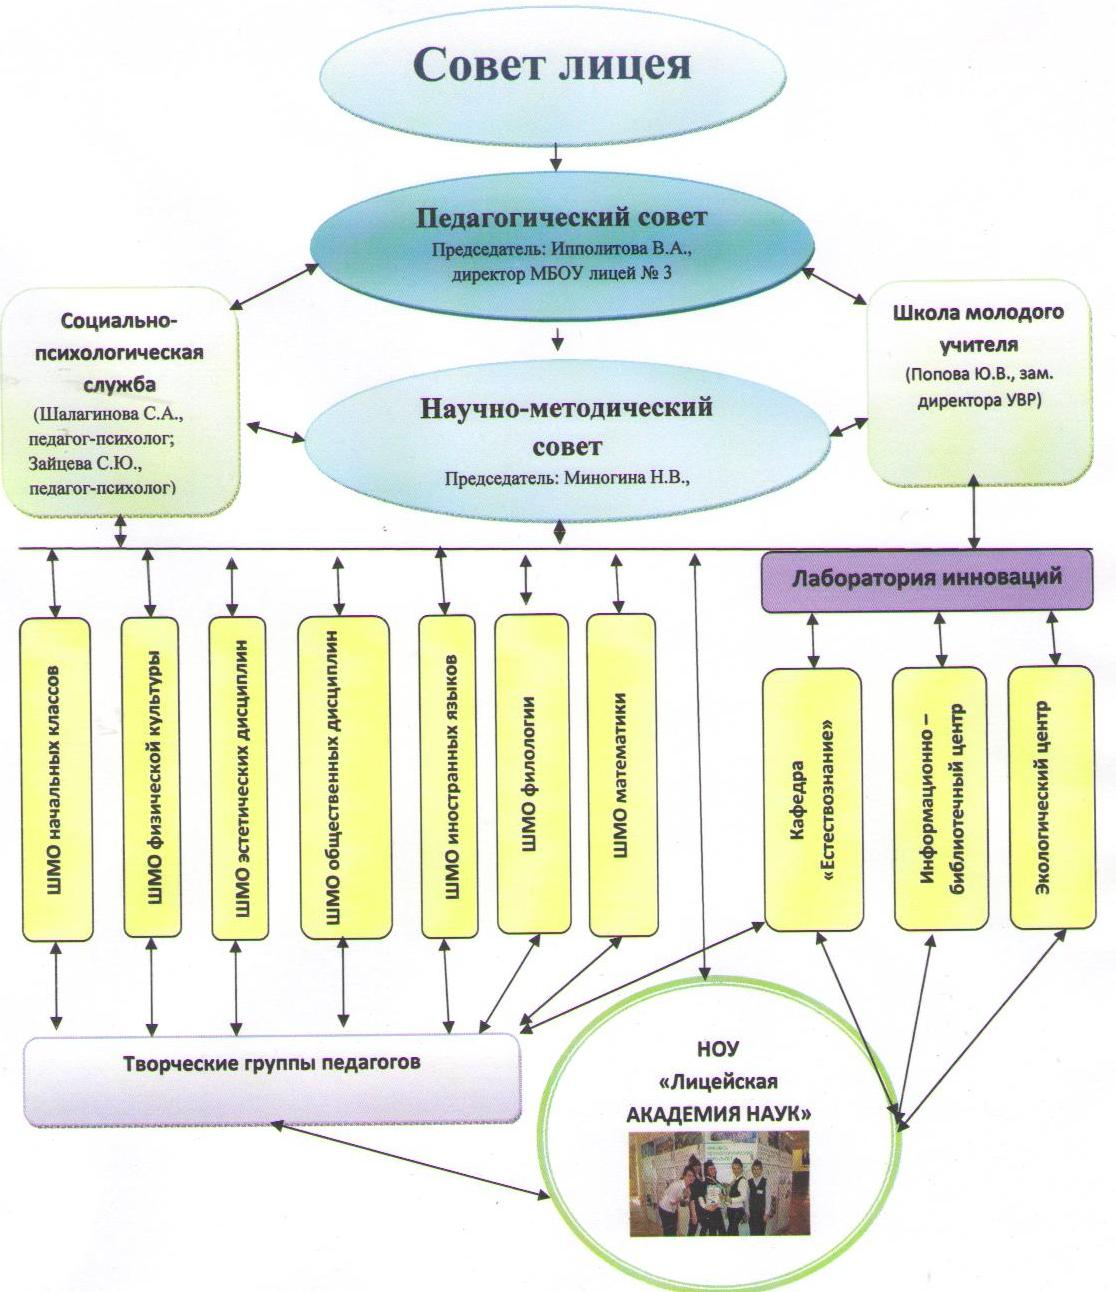 Совет лицея
Педагогический совет
Председатель: Ипполитова В.А.,
директор МБОУ лицей № 3
Социально-
психологическая
служба
(Шалагинова С.А.,
педагог-психолог;
Зайцева С.Ю.,
педагог-психолог)
Школа молодого
учителя
(Попова Ю.В., зам.
директора УВР)
Научно-методический
совет
Председатель: Миногина Н.В.,
Лаборатория инноваций
ШМО начальных классов
ШМО физической культуры
ШМО эстетических дисциплин
ШМО общественных дисциплин
ШМО иностранных языков
ШМО филологии
ШМО математики
Кафедра
«Естествознание»
Информационно –
библиотечный центр
Экологический центр
Творческие группы педагогов
НОУ
«Лицейская
АКАДЕМИЯ НАУК»